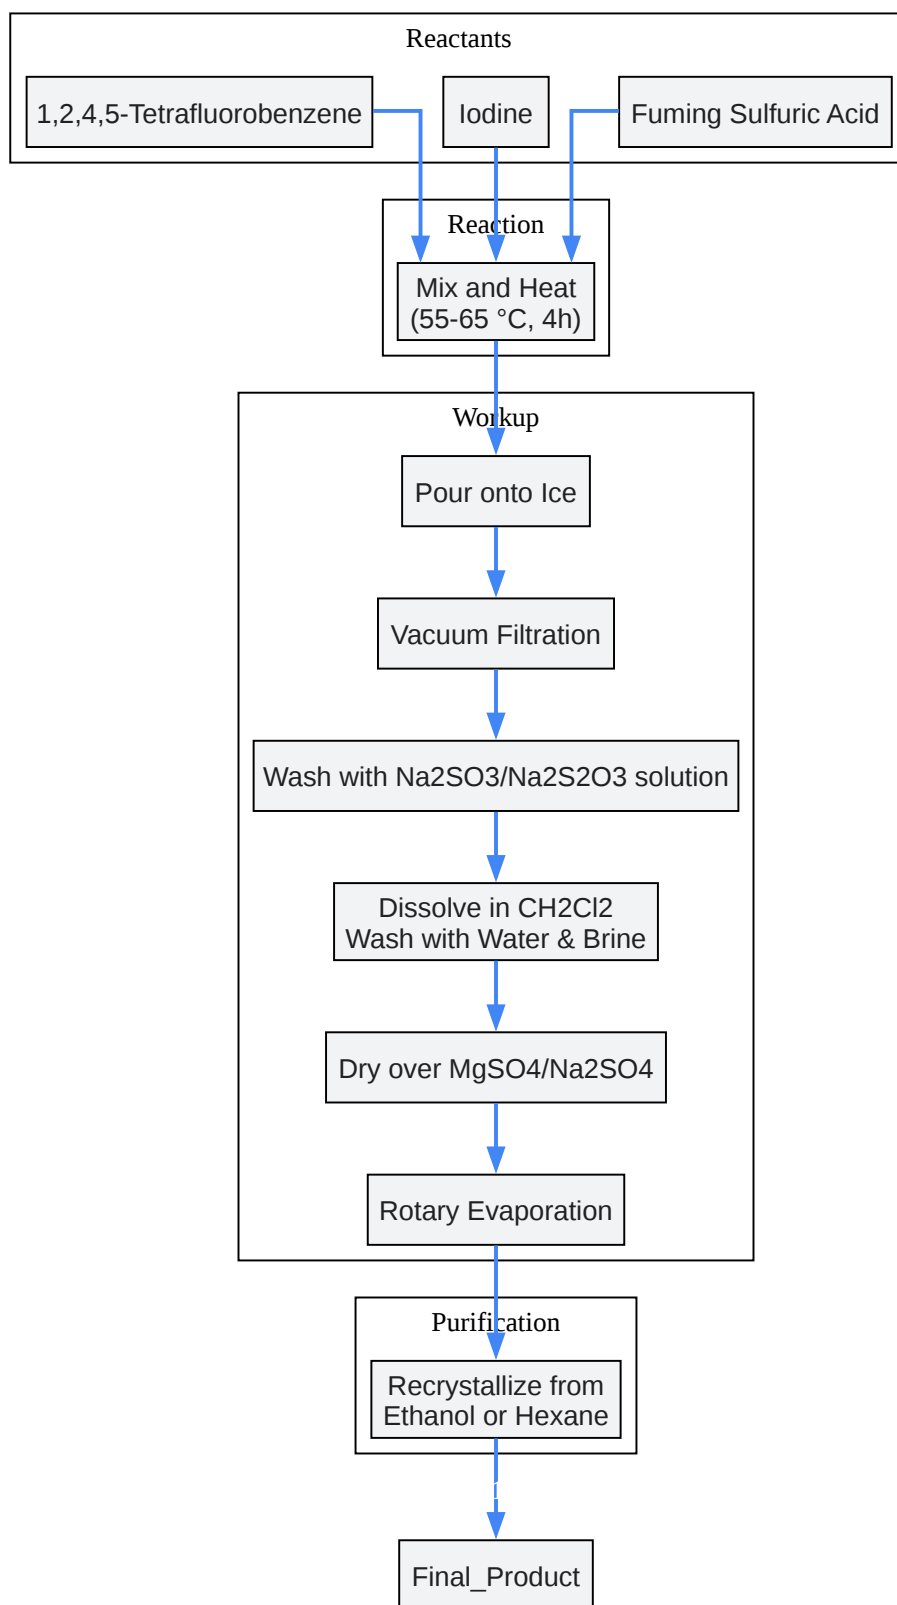 Reactants
1,2,4,5-Tetrafluorobenzene
Iodine
Fuming Sulfuric Acid
Reaction
Mix and Heat
(55-65 °C, 4h)
Workup
Pour onto Ice
Vacuum Filtration
Wash with Na2SO3/Na2S2O3 solution
Dissolve in CH2Cl2
Wash with Water & Brine
Dry over MgSO4/Na2SO4
Rotary Evaporation
Purification
Recrystallize from
Ethanol or Hexane
Final_Product